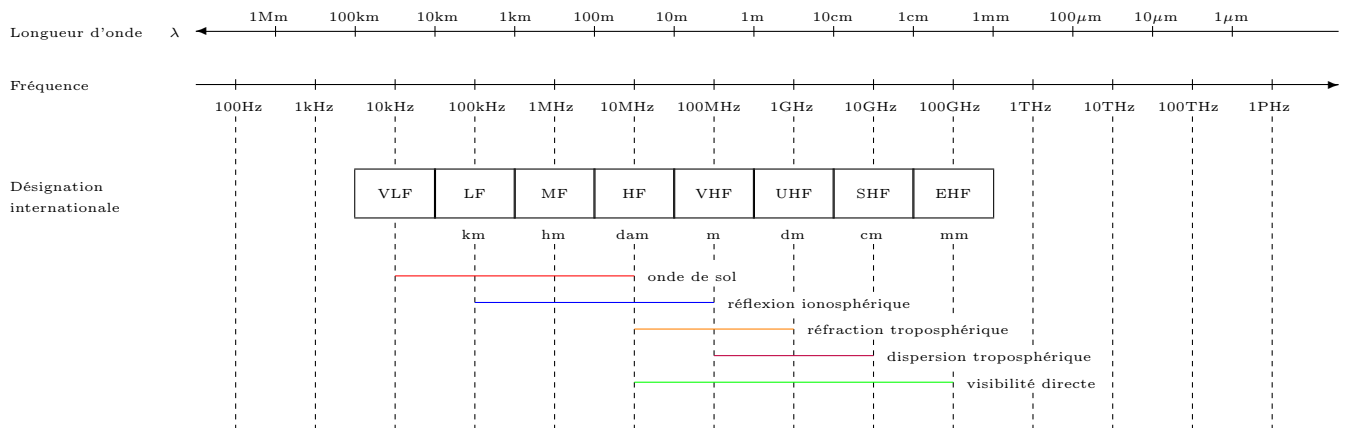 1Mm 100km 10km 1km 100m 10m 1m 10cm 1cm 1mm 100μm 10μm 1μm
Longueur d'onde λ
Fréquence
100Hz 1kHz 10kHz 100kHz 1MHz 10MHz 100MHz 1GHz 10GHz 100GHz 1THz 10THz 100THz 1PHz
Désignation
internationale
VLF LF MF HF VHF UHF SHF EHF
km hm dam m dm cm mm
onde de sol
réflexion ionosphérique
réfraction troposphérique
dispersion troposphérique
visibilité directe